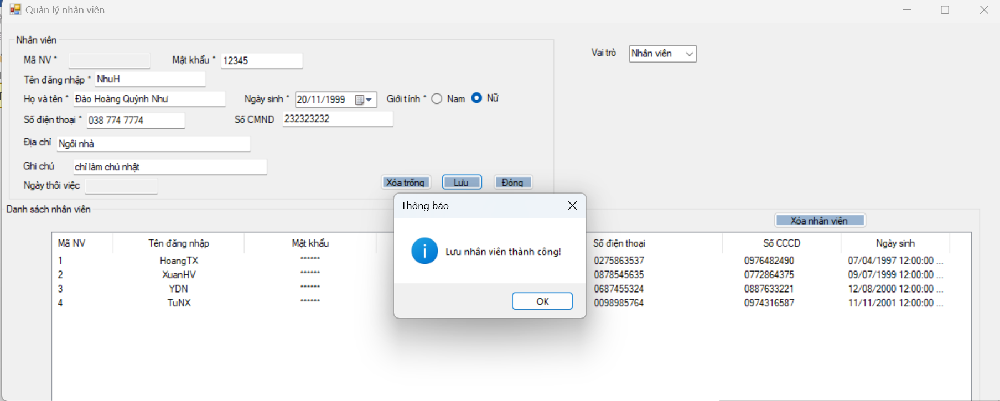 Quản lý nhân viên
Nhân viên
Mã NV * Mật khẩu * 12345
Vai trò Nhân viên
Tên đăng nhập * NhuH
Họ và tên * Đào Hoàng Quỳnh Như Ngày sinh * 20/11/1999 Giới tính * Nam Nữ
Số điện thoại * 038 774 7774 Số CMND 232323232
Địa chỉ Ngôi nhà
Ghi chú chỉ làm chủ nhật
Ngày thôi việc
Xóa trống Lưu Đóng
Danh sách nhân viên
Xóa nhân viên
Thông báo
Lưu nhân viên thành công!
OK
Mã NV Tên đăng nhập Mật khẩu Số điện thoại Số CCCD Ngày sinh
1 HoangTX ****** 0275863537 0976482490 07/04/1997 12:00:00 ...
2 XuanHV ****** 0878545635 0772864375 09/07/1999 12:00:00 ...
3 YDN ****** 0687455324 0887633221 12/08/2000 12:00:00 ...
4 TuNX ****** 0098985764 0974316587 11/11/2001 12:00:00 ...